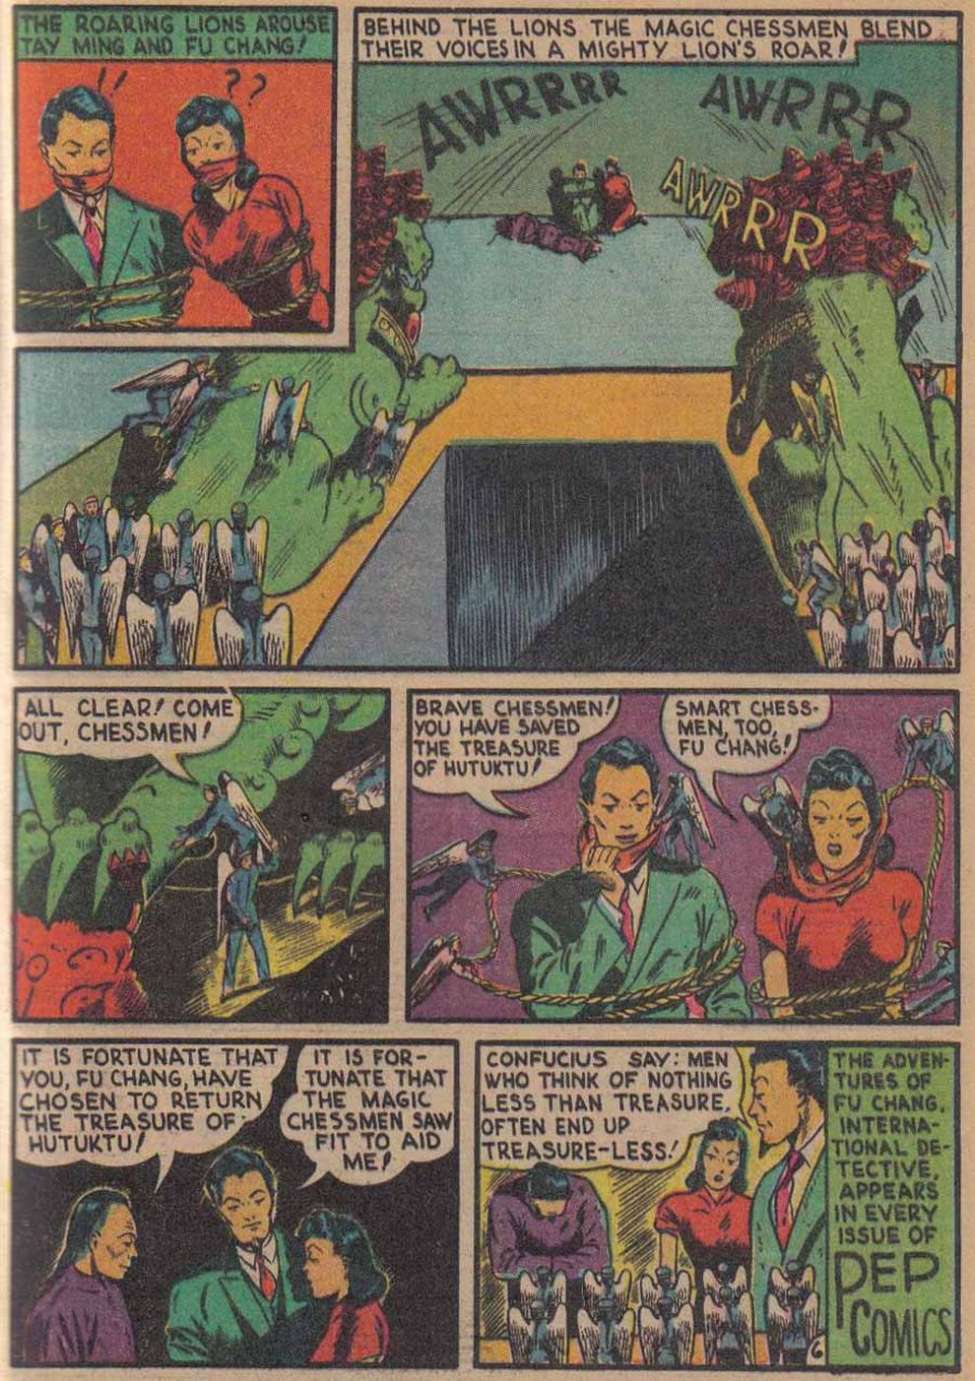 THE ROARING LIONS AROUSE
TAY MING AND FU CHANG!
!!
??
BEHIND THE LIONS THE MAGIC CHESSMEN BLEND
THEIR VOICES IN A MIGHTY LION'S ROAR!
AWRRRR
AWRRR
AWRRR
ALL CLEAR! COME
OUT, CHESSMEN!
BRAVE CHESSMEN!
YOU HAVE SAVED
THE TREASURE
OF HUTUKTU!
SMART CHESS-
MEN, TOO,
FU CHANG!
IT IS FORTUNATE THAT
YOU, FU CHANG, HAVE
CHOSEN TO RETURN
THE TREASURE OF
HUTUKTU!
IT IS FOR-
TUNATE THAT
THE MAGIC
CHESSMEN SAW
FIT TO AID
ME!
CONFUCIUS SAY: MEN
WHO THINK OF NOTHING
LESS THAN TREASURE,
OFTEN END UP
TREASURE-LESS!
THE ADVEN-
TURES OF
FU CHANG,
INTERNA-
TIONAL DE-
TECTIVE,
APPEARS
IN EVERY
ISSUE OF
PEP
COMICS
6